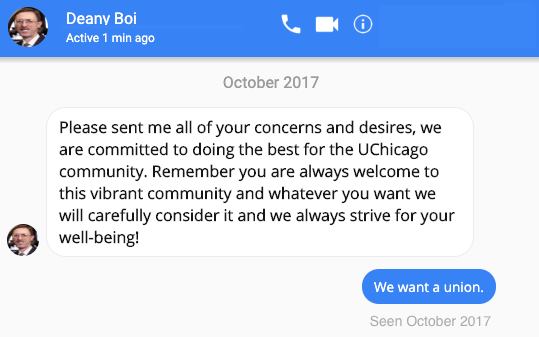 Deany Boi
Active 1 min ago
October 2017
Please sent me all of your concerns and desires, we
are committed to doing the best for the UChicago
community. Remember you are always welcome to
this vibrant community and whatever you want we
will carefully consider it and we always strive for your
well-being!
We want a union.
Seen October 2017